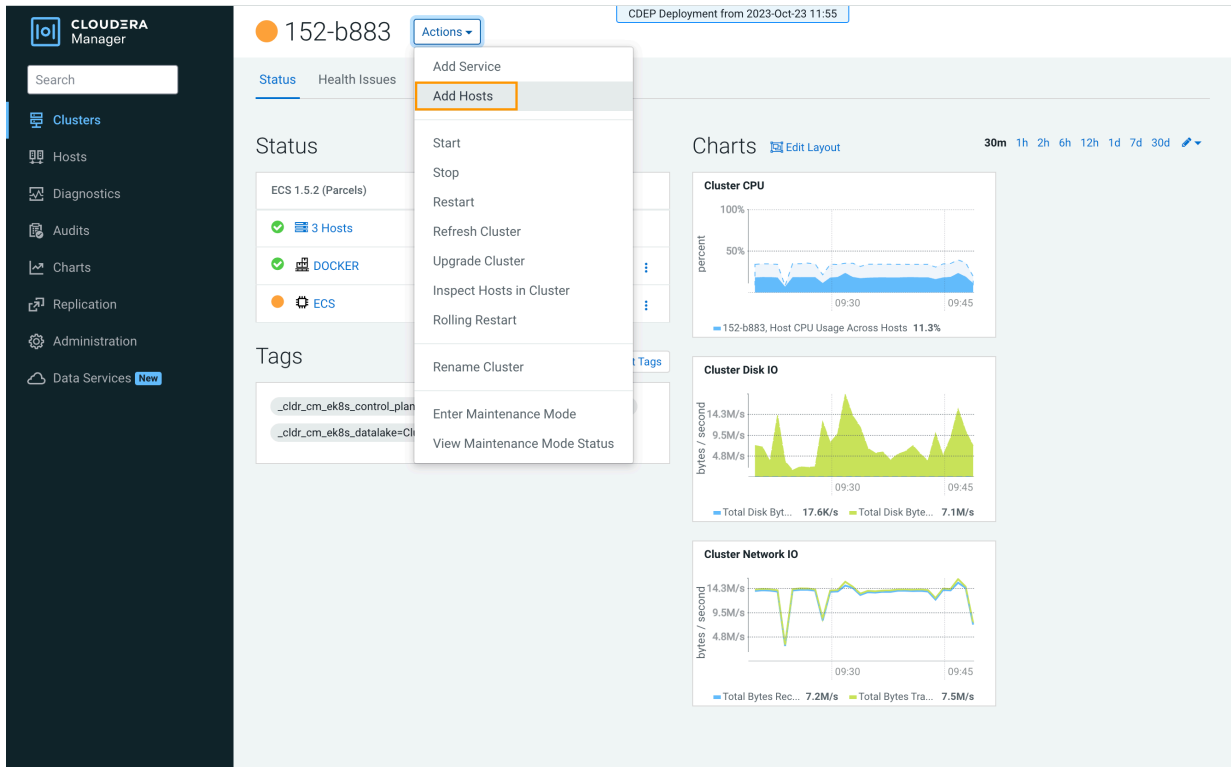 CLOUDERA
Manager
Search
Clusters
Hosts
Diagnostics
Audits
Charts
Replication
Administration
Data Services New
CDEP Deployment from 2023-Oct-23 11:55
152-b883 Actions
Status Health Issues
Add Service
Add Hosts
Start
Stop
Restart
Refresh Cluster
Upgrade Cluster
Inspect Hosts in Cluster
Rolling Restart
Rename Cluster
Enter Maintenance Mode
View Maintenance Mode Status
Status
ECS 1.5.2 (Parcels)
3 Hosts
DOCKER
ECS
Tags
Tags
_cldr_cm_ek8s_control_plan
_cldr_cm_ek8s_datalake=Cl
Charts Edit Layout
30m 1h 2h 6h 12h 1d 7d 30d
Cluster CPU
percent
100%
50%
09:30 09:45
152-b883, Host CPU Usage Across Hosts 11.3%
Cluster Disk IO
bytes / second
14.3M/s
9.5M/s
4.8M/s
09:30 09:45
Total Disk Byt... 17.6K/s Total Disk Byte... 7.1M/s
Cluster Network IO
bytes / second
14.3M/s
9.5M/s
4.8M/s
09:30 09:45
Total Bytes Rec... 7.2M/s Total Bytes Tra... 7.5M/s